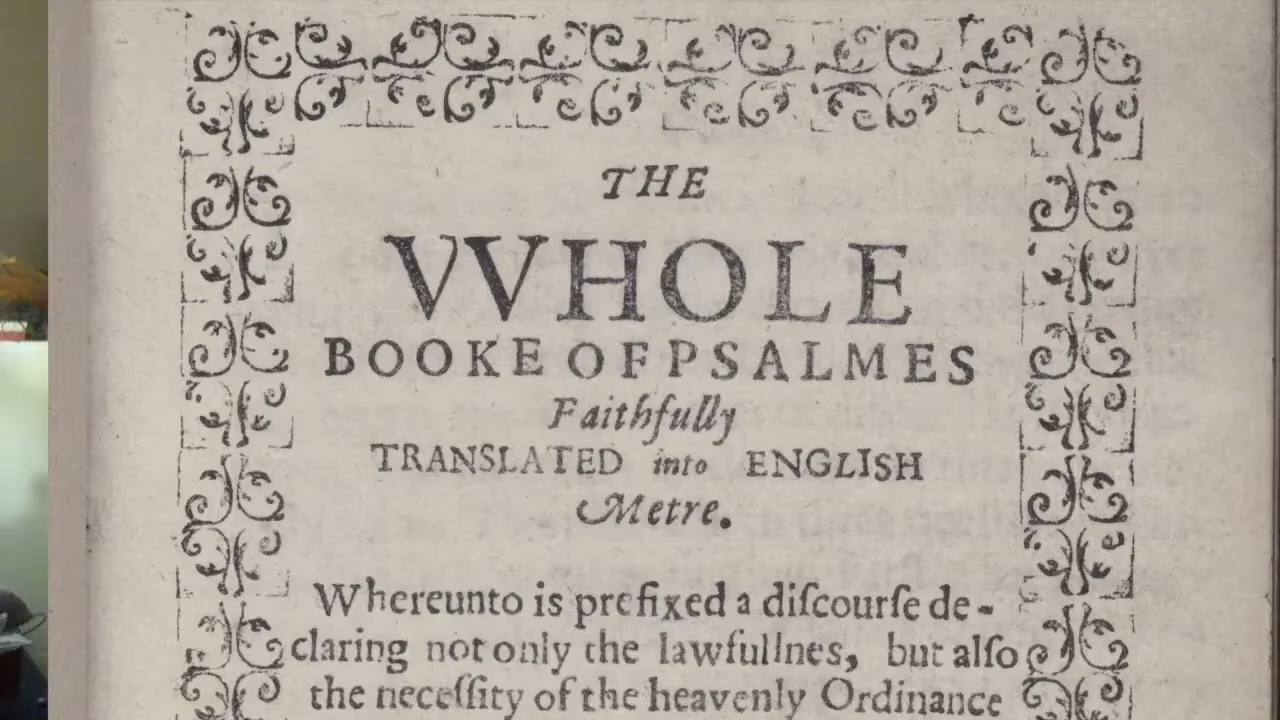 THE
VVHOLE
BOOKE OF PSALMES
Faithfully
TRANSLATED into ENGLISH
Metre.
Whereunto is prefixed a diſcourſe de-
claring not only the lawfullnes, but alſo
the neceſſity of the heavenly Ordinance